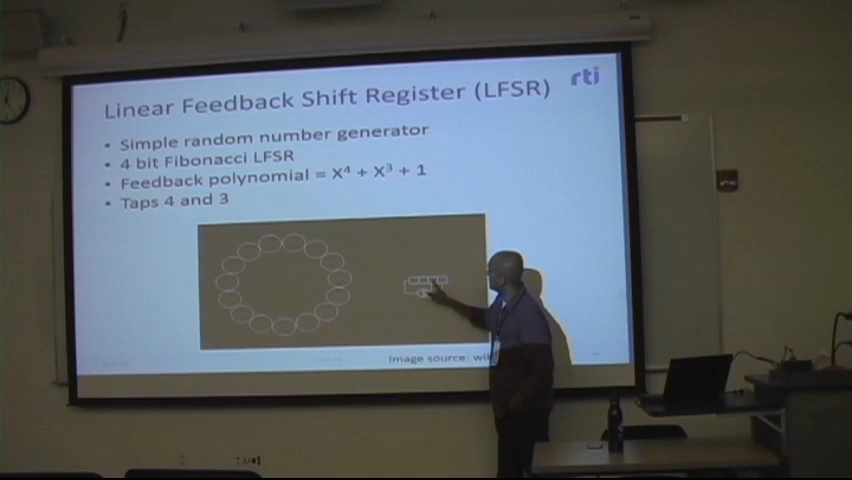 Linear Feedback Shift Register (LFSR)
rti
• Simple random number generator
• 4 bit Fibonacci LFSR
• Feedback polynomial = X⁴ + X³ + 1
• Taps 4 and 3
Image source: